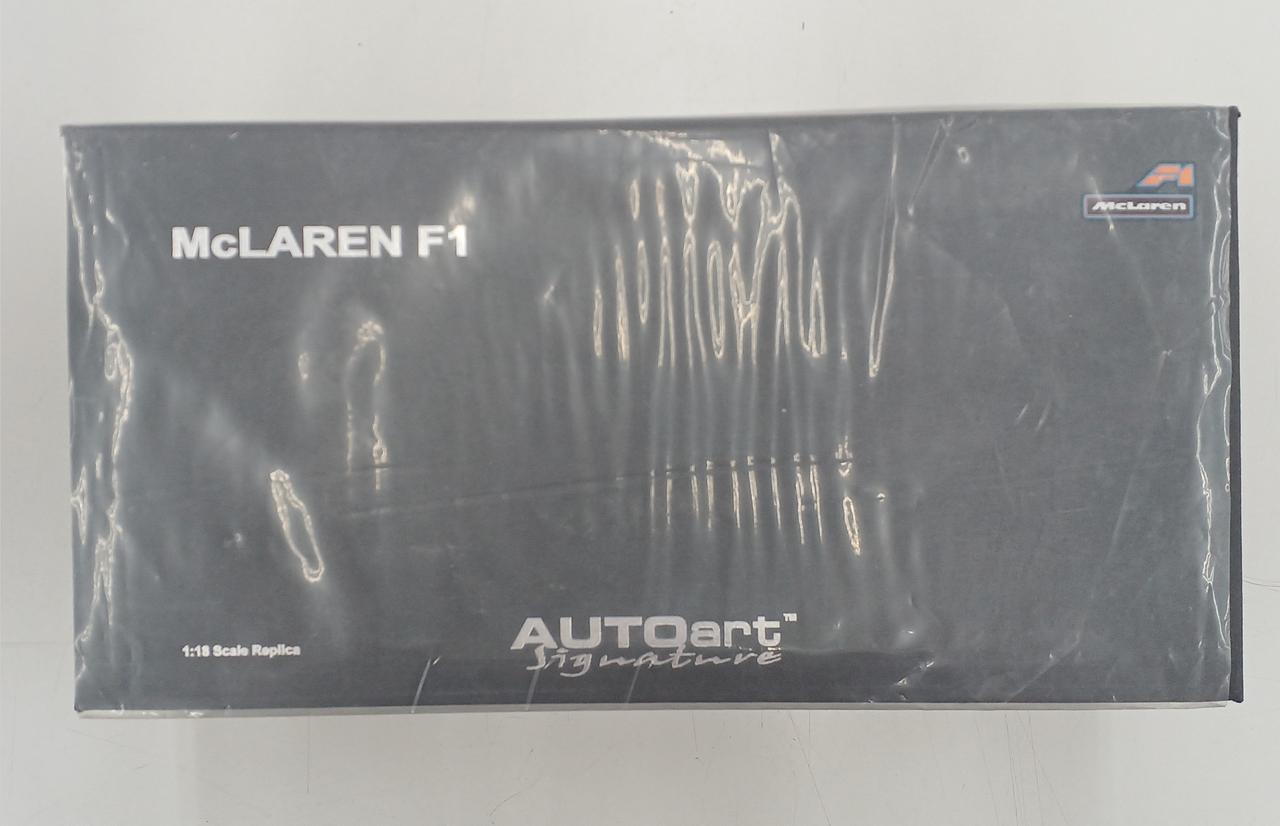 F1
McLaren
McLAREN F1
AUTOart™
Signature
1:18 Scale Replica